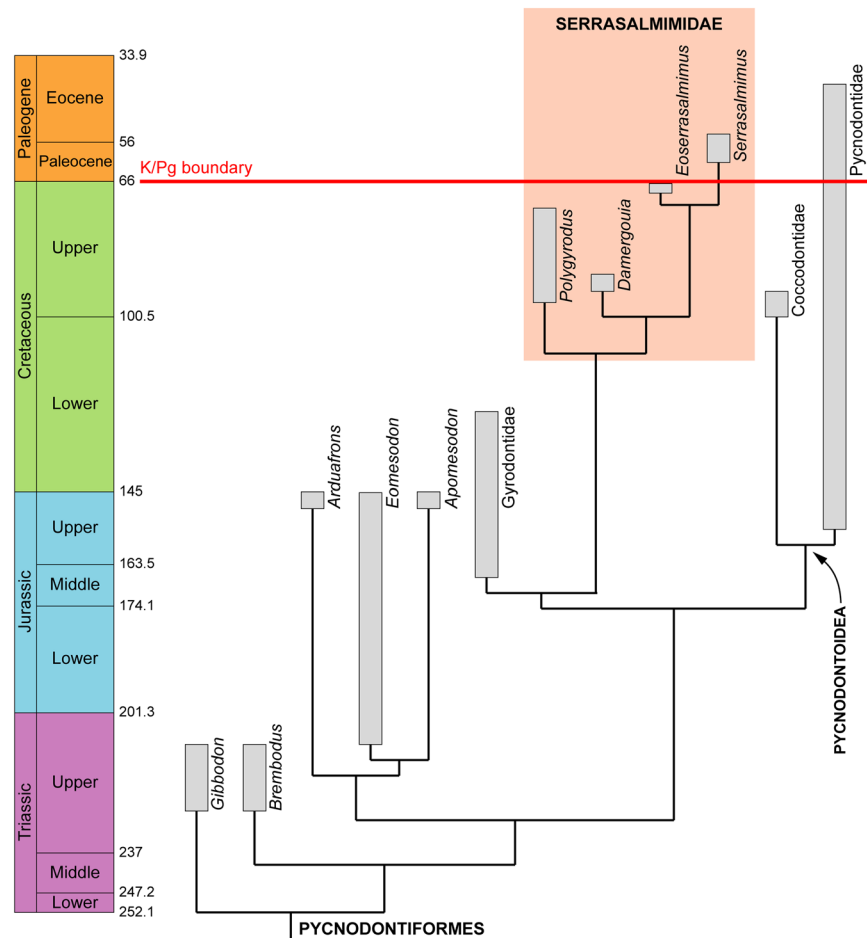 SERRASALMIMIDAE
33.9
Paleogene
Eocene
56
Paleocene
K/Pg boundary
66
Cretaceous
Upper
100.5
Lower
145
Jurassic
Upper
163.5
Middle
174.1
Lower
201.3
Triassic
Upper
237
Middle
247.2
Lower
252.1
Gibbodon
Brembodus
Arduafrons
Eomesodon
Apomesodon
Gyrodontidae
Polygyrodus
Damergouia
Eoserrasalmimus
Serrasalmimus
Coccodontidae
Pycnodontidae
PYCNODONTOIDEA
PYCNODONTIFORMES